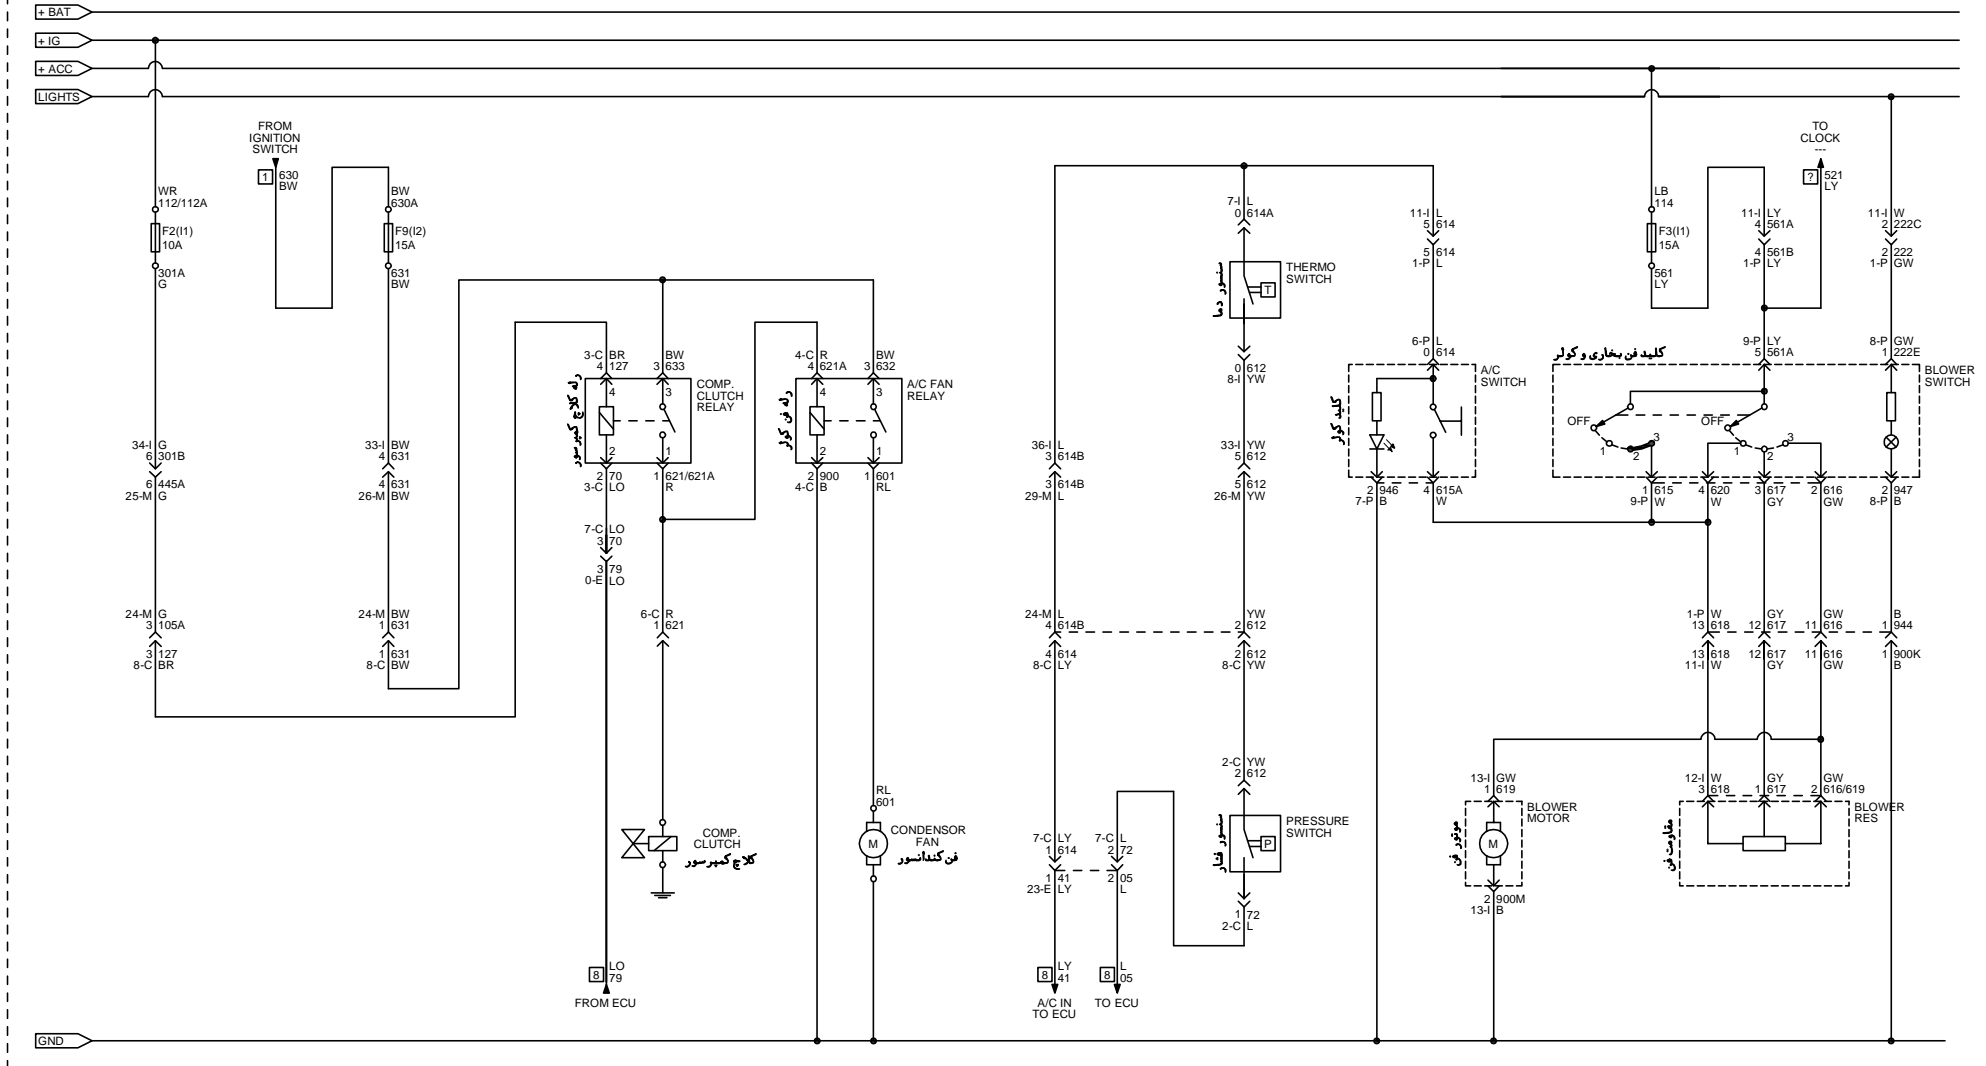 + BAT
+ IG
+ ACC
LIGHTS
FROM
IGNITION
SWITCH
1 630
BW
WR
112/112A
F2(I1)
10A
301A
G
BW
630A
F9(I2)
15A
631
BW
34-I G
6 301B
6 445A
25-M G
33-I BW
4 631
4 631
26-M BW
24-M G
3 105A
3 127
8-C BR
24-M BW
1 631
1 631
8-C BW
3-C BR
4 127
BW
3 633
4 3
2 1
COMP.
CLUTCH
RELAY
رله کلاچ کمپرسور
2 70
3-C LO
1 621/621A
R
7-C LO
3 70
3 79
0-E LO
6-C R
1 621
COMP.
CLUTCH
کلاچ کمپرسور
LO
8 79
FROM ECU
4-C R
4 621A
BW
3 632
4 3
2 1
A/C FAN
RELAY
رله فن کولر
2 900
4-C B
1 601
RL
RL
601
M
CONDENSOR
FAN
فن کندانسور
36-I L
3 614B
3 614B
29-M L
24-M L
4 614B
4 614
8-C LY
7-C LY
1 614
1 41
23-E LY
LY
8 41
A/C IN
TO ECU
7-C L
2 72
2 05
L
L
8 05
TO ECU
7-I L
0 614A
T
THERMO
SWITCH
سنسور دما
0 612
8-I YW
33-I YW
5 612
5 612
26-M YW
YW
2 612
2 612
8-C YW
2-C YW
2 612
P
PRESSURE
SWITCH
سنسور فشار
1 72
2-C L
11-I L
5 614
5 614
1-P L
6-P L
0 614
A/C
SWITCH
کلید کولر
2 946
7-P B
4 615A
W
LB
114
F3(I1)
15A
561
LY
11-I LY
4 561A
4 561B
1-P LY
TO
CLOCK
---
? 521
LY
11-I W
2 222C
2 222
1-P GW
کلید فن بخاری و کولر
9-P LY
5 561A
8-P GW
1 222E
BLOWER
SWITCH
OFF
1 2 3
OFF
1 2 3
1 615
9-P W
4 620
W
3 617
GY
2 616
GW
2 947
8-P B
1-P W
13 618
GY
12 617
GW
11 616
B
1 944
13 618
11-I W
12 617
GY
11 616
GW
1 900K
B
13-I GW
1 619
M
BLOWER
MOTOR
موتور فن
2 900M
13-I B
12-I W
3 618
GY
1 617
GW
2 616/619
BLOWER
RES
مقاومت فن
GND